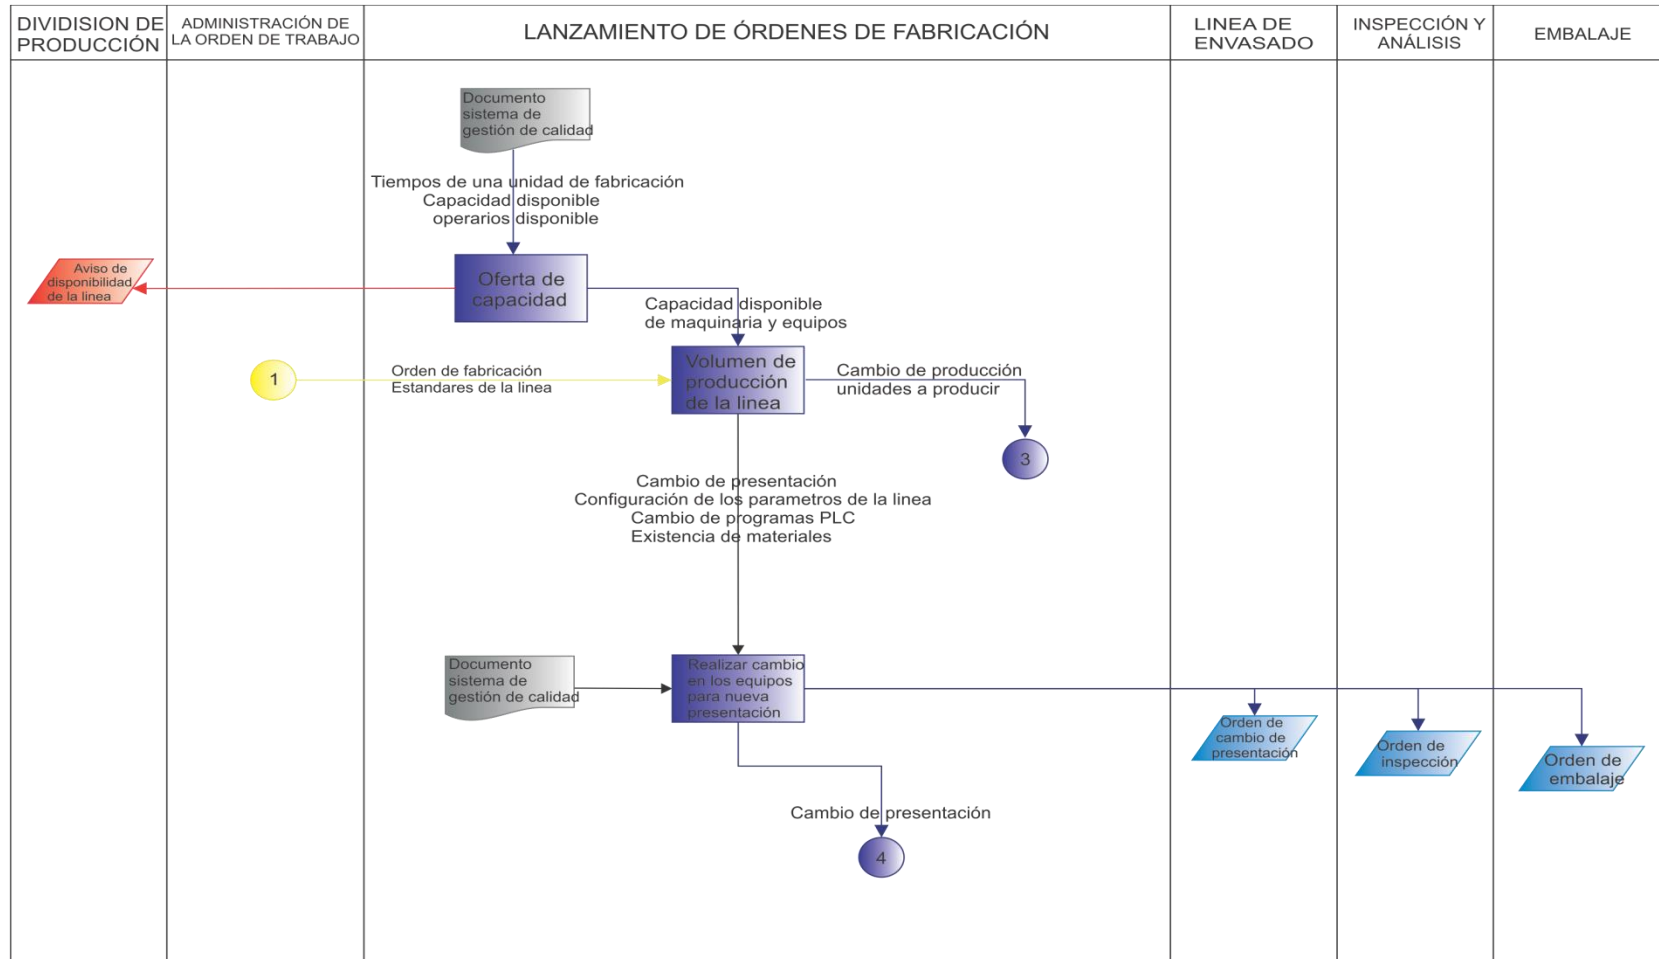 DIVIDISION DE
PRODUCCIÓN
ADMINISTRACIÓN DE
LA ORDEN DE TRABAJO
LANZAMIENTO DE ÓRDENES DE FABRICACIÓN
LINEA DE
ENVASADO
INSPECCIÓN Y
ANÁLISIS
EMBALAJE
Documento
sistema de
gestión de calidad
Tiempos de una unidad de fabricación
Capacidad disponible
operarios disponible
Aviso de
disponibilidad
de la linea
Oferta de
capacidad
Capacidad disponible
de maquinaria y equipos
1
Orden de fabricación
Estandares de la linea
Volumen de
producción
de la linea
Cambio de producción
unidades a producir
3
Cambio de presentación
Configuración de los parametros de la linea
Cambio de programas PLC
Existencia de materiales
Documento
sistema de
gestión de calidad
Realizar cambio
en los equipos
para nueva
presentación
Orden de
cambio de
presentación
Orden de
inspección
Orden de
embalaje
Cambio de presentación
4